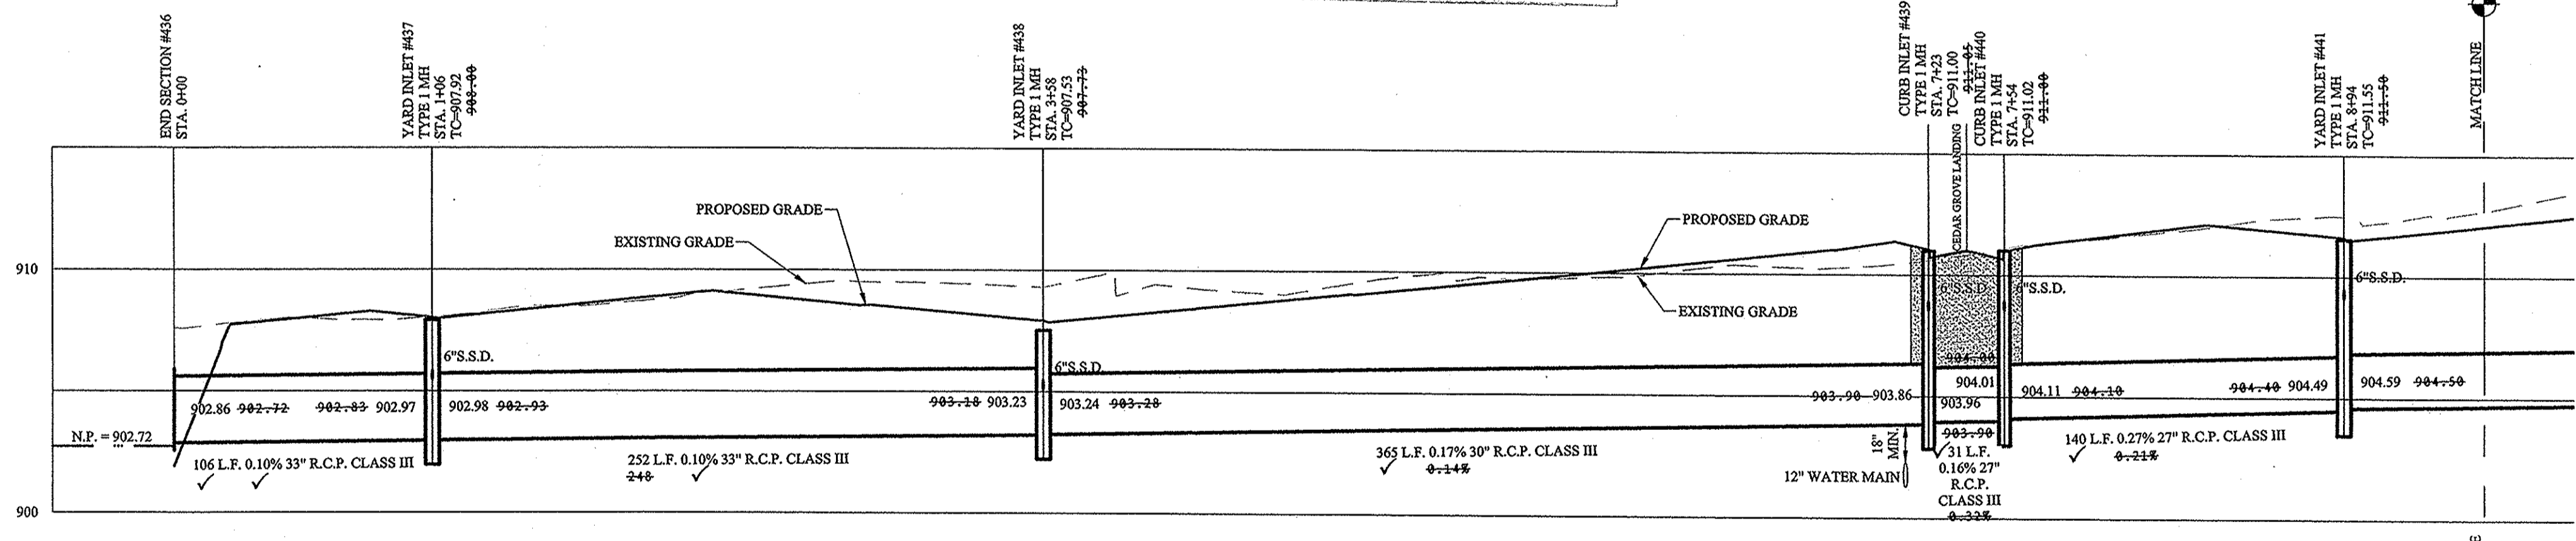 END SECTION #436
STA. 0+00
YARD INLET #437
TYPE 1 MH
STA. 1+06
TC=907.92
908.00
YARD INLET #438
TYPE 1 MH
STA. 3+58
TC=907.53
907.73
CURB INLET #439
TYPE 1 MH
STA. 7+23
TC=911.00
911.05
CEDAR GROVE LANDING
CURB INLET #440
TYPE 1 MH
STA. 7+54
TC=911.02
911.00
YARD INLET #441
TYPE 1 MH
STA. 8+94
TC=911.55
911.50
MATCH LINE
PROPOSED GRADE
EXISTING GRADE
PROPOSED GRADE
EXISTING GRADE
910
6"S.S.D.
6"S.S.D.
6"S.S.D.
6"S.S.D.
6"S.S.D.
904.00
902.86 902.72
902.83 902.97
902.98 902.93
903.18 903.23
903.24 903.28
903.90 903.86
904.01
903.96
903.90
904.11 904.10
904.40 904.49
904.59 904.50
N.P. = 902.72
106 L.F. 0.10% 33" R.C.P. CLASS III
252 L.F. 0.10% 33" R.C.P. CLASS III
248
365 L.F. 0.17% 30" R.C.P. CLASS III
0.14%
18"
MIN.
12" WATER MAIN
31 L.F.
0.16% 27"
R.C.P.
CLASS III
0.32%
140 L.F. 0.27% 27" R.C.P. CLASS III
0.21%
900